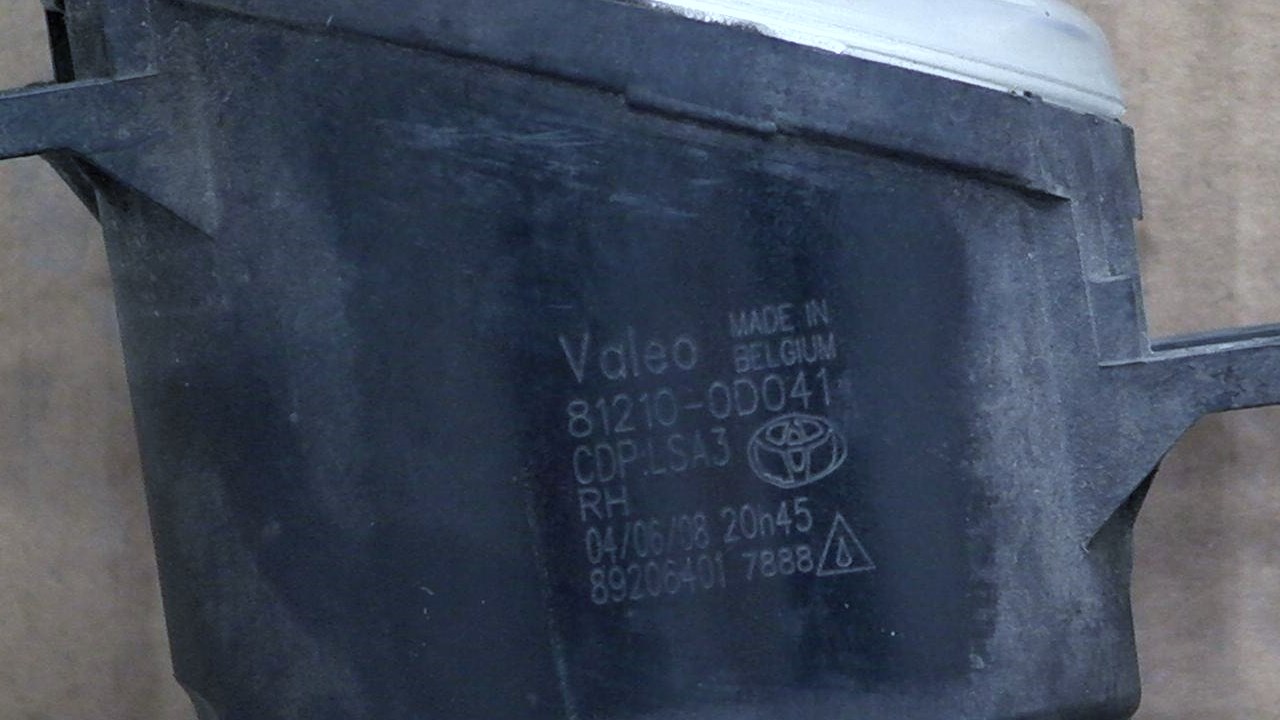 Valeo MADE IN
BELGIUM
81210-0D041
CDP:LSA3
RH
04/06/08 20h45
89206401 7888